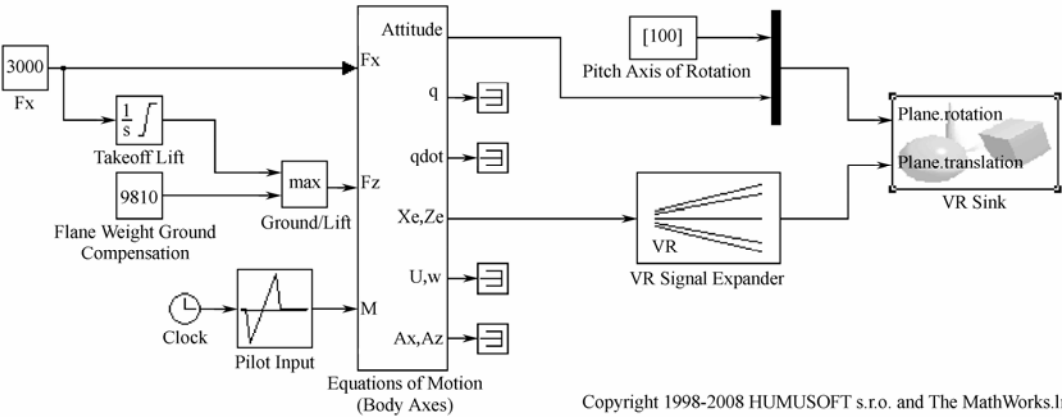 3000
Fx
1
s
Takeoff Lift
9810
Flane Weight Ground
Compensation
max
Ground/Lift
Clock
Pilot Input
Fx
Fz
M
Attitude
q
qdot
Xe,Ze
U,w
Ax,Az
Equations of Motion
(Body Axes)
[100]
Pitch Axis of Rotation
VR
VR Signal Expander
Plane.rotation
Plane.translation
VR Sink
Copyright 1998-2008 HUMUSOFT s.r.o. and The MathWorks.I